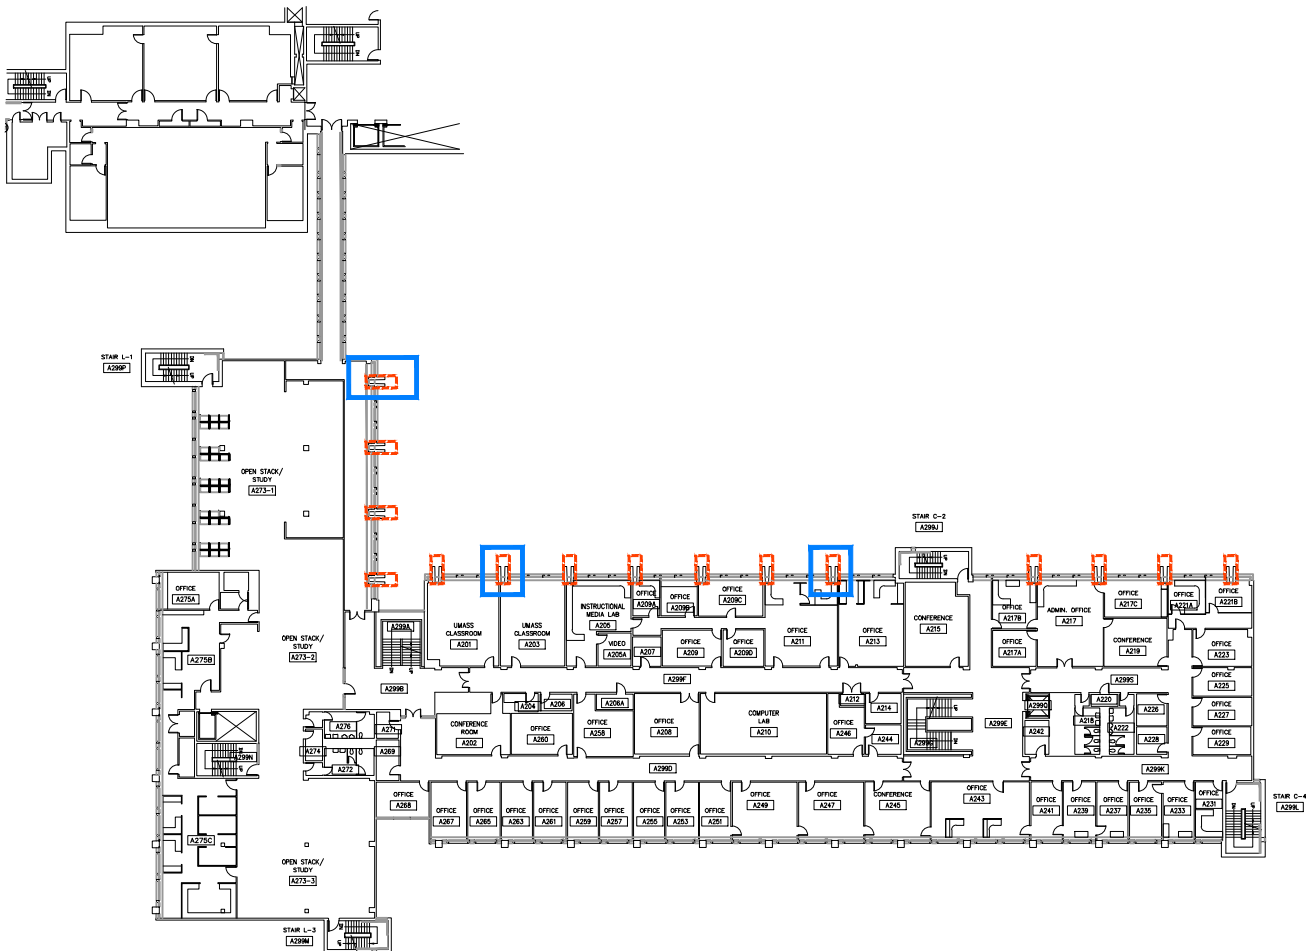 UP
DN
UP
DN
STAIR L-1
A299P
DN
UP
OPEN STACK/
STUDY
A273-1
STAIR C-2
A299J
OFFICE
A275A
A275B
OPEN STACK/
STUDY
A273-2
A299A
A299B
UMASS
CLASSROOM
A201
UMASS
CLASSROOM
A203
INSTRUCTIONAL
MEDIA LAB
A205
VIDEO
A205A
OFFICE
A209A
OFFICE
OFFICE
A209C
A207
OFFICE
A209
OFFICE
A209D
OFFICE
A211
OFFICE
A213
CONFERENCE
A215
OFFICE
A217B
OFFICE
A217A
ADMIN. OFFICE
A217
OFFICE
A217C
CONFERENCE
A219
OFFICE
A221A
OFFICE
A221B
OFFICE
A223
OFFICE
A225
OFFICE
A227
OFFICE
A229
A299F
A299S
CONFERENCE
ROOM
A202
A204
A206
OFFICE
A260
OFFICE
A258
A206A
OFFICE
A208
COMPUTER
LAB
A210
A212
A214
OFFICE
A246
A244
A299E
A242
A218
A220
A222
A226
A228
A276
A274
A272
A271
A269
A299N
A299D
A299K
OFFICE
A268
OFFICE
A267
OFFICE
A265
OFFICE
A263
OFFICE
A261
OFFICE
A259
OFFICE
A257
OFFICE
A255
OFFICE
A253
OFFICE
A251
OFFICE
A249
OFFICE
A247
CONFERENCE
A245
OFFICE
A243
OFFICE
A241
OFFICE
A239
OFFICE
A237
OFFICE
A235
OFFICE
A233
OFFICE
A231
STAIR C-4
A299L
A275C
OPEN STACK/
STUDY
A273-3
STAIR L-3
A299M